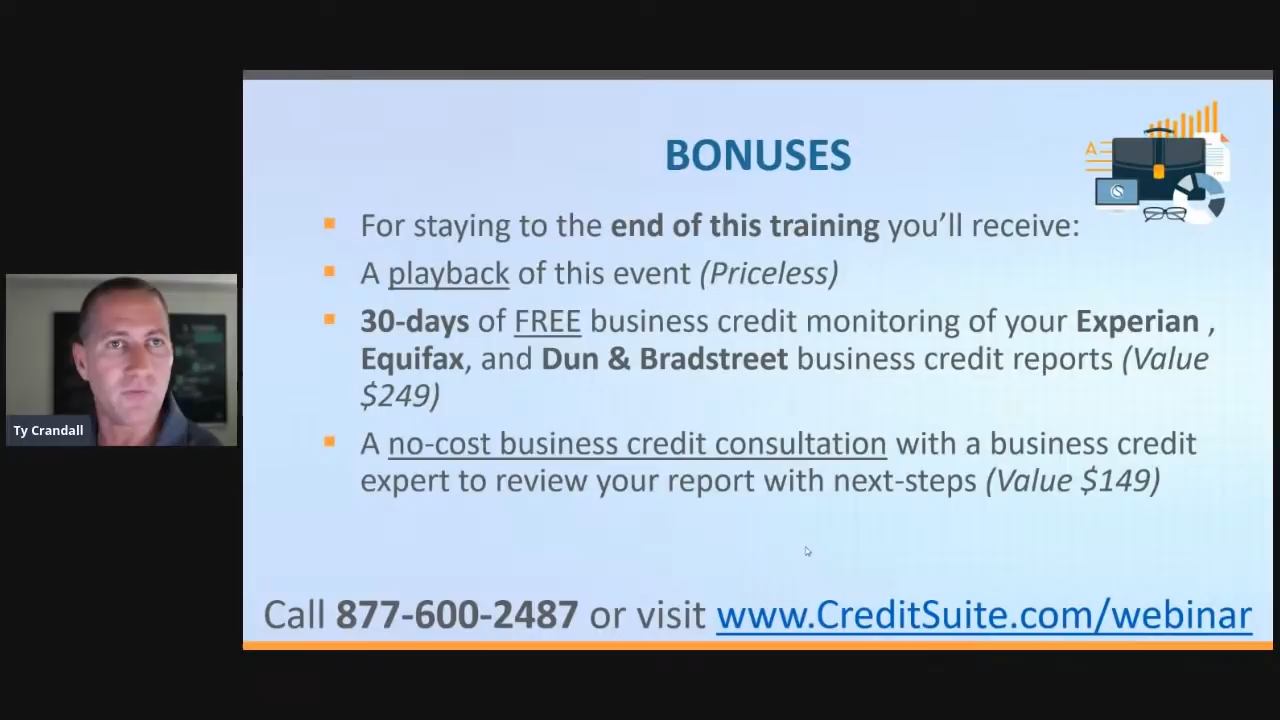 BONUSES
For staying to the end of this training you'll receive:
A playback of this event (Priceless)
30-days of FREE business credit monitoring of your Experian ,
Equifax, and Dun & Bradstreet business credit reports (Value
$249)
A no-cost business credit consultation with a business credit
expert to review your report with next-steps (Value $149)
Ty Crandall
Call 877-600-2487 or visit www.CreditSuite.com/webinar